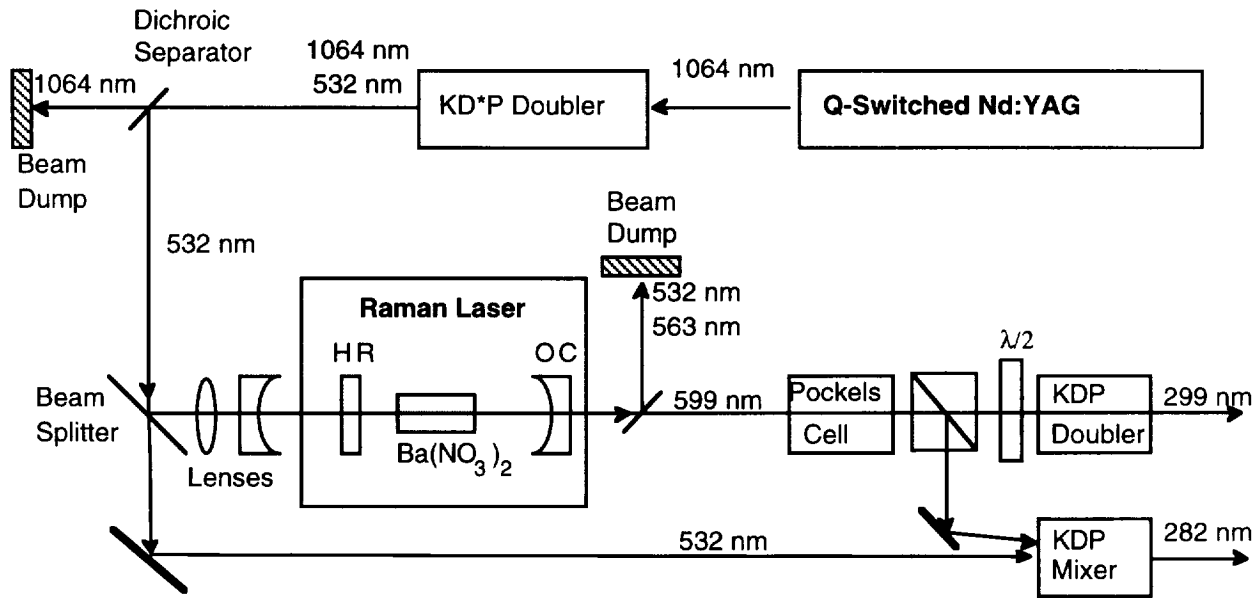 Dichroic
Separator
1064 nm
1064 nm
532 nm
1064 nm
KD*P Doubler
Q-Switched Nd:YAG
Beam
Dump
532 nm
Beam
Dump
532 nm
563 nm
Raman Laser
HR
OC
Ba(NO3)2
Beam
Splitter
Lenses
599 nm
Pockels
Cell
λ/2
KDP
Doubler
299 nm
532 nm
KDP
Mixer
282 nm